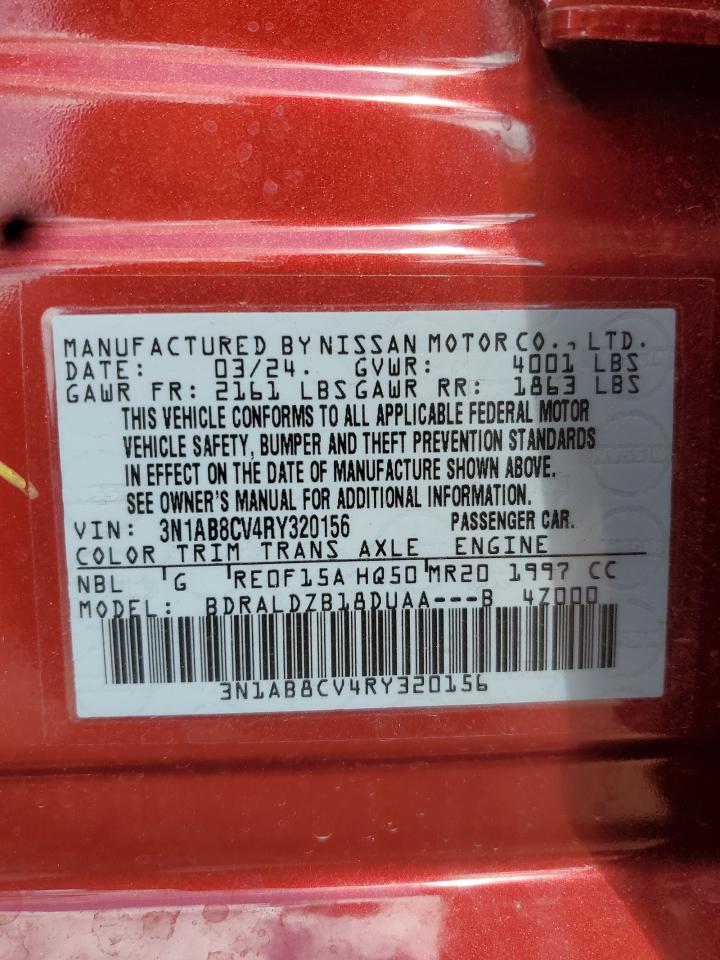 MANUFACTURED BY NISSAN MOTOR CO., LTD.
DATE: 03/24. GVWR: 4001 LBS
GAWR FR: 2161 LBS GAWR RR: 1863 LBS
THIS VEHICLE CONFORMS TO ALL APPLICABLE FEDERAL MOTOR
VEHICLE SAFETY, BUMPER AND THEFT PREVENTION STANDARDS
IN EFFECT ON THE DATE OF MANUFACTURE SHOWN ABOVE.
SEE OWNER'S MANUAL FOR ADDITIONAL INFORMATION.
VIN: 3N1AB8CV4RY320156 PASSENGER CAR.
COLOR TRIM TRANS AXLE ENGINE
NBL G RE0F15A HQ50 MR20 1997 CC
MODEL: BDRALDZB18DUAA---B 4Z000
3N1AB8CV4RY320156